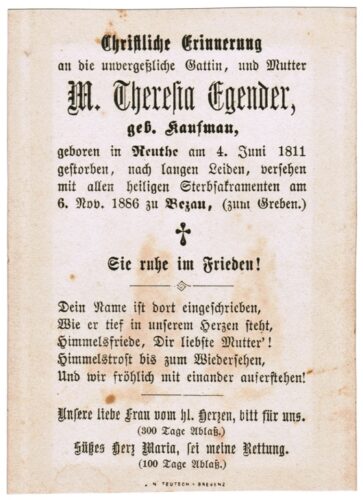 Christliche Erinnerung
an die unvergeßliche Gattin, und Mutter
M. Theresia Egender,
geb. Kaufman,
geboren in Reuthe am 4. Juni 1811
gestorben, nach langen Leiden, versehen
mit allen heiligen Sterbsakramenten am
6. Nov. 1886 zu Bezau, (zum Greben.)
Sie ruhe im Frieden!
Dein Name ist dort eingeschrieben,
Wie er tief in unserem Herzen steht,
Himmelsfriede, Dir liebste Mutter'!
Himmelstrost bis zum Wiedersehen,
Und wir fröhlich mit einander auferstehen!
Unsere liebe Frau vom hl. Herzen, bitt für uns.
(300 Tage Ablaß.)
Süßes Herz Maria, sei meine Rettung.
(100 Tage Ablaß.)
N TEUTSCH - BREGENZ